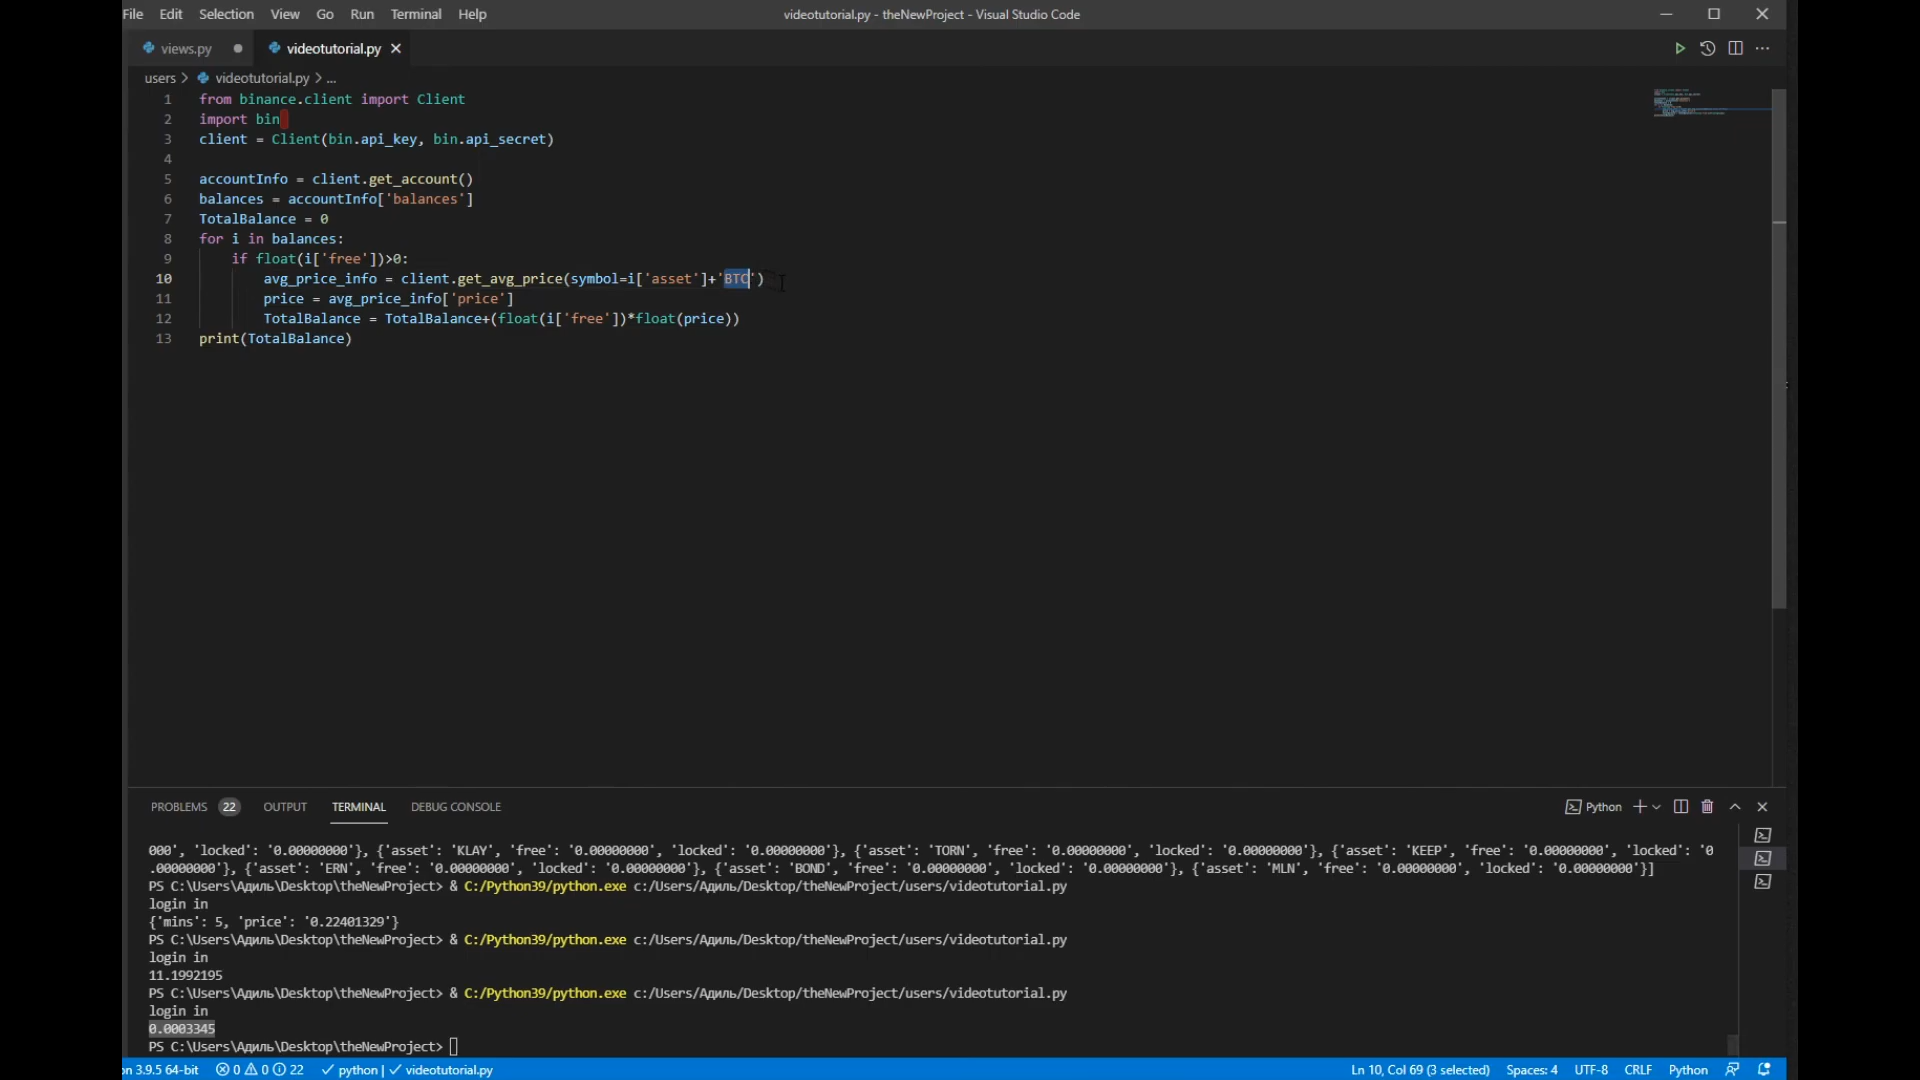 File Edit Selection View Go Run Terminal Help videotutorial.py - theNewProject - Visual Studio Code
views.py videotutorial.py
users > videotutorial.py > ...
1 from binance.client import Client
2 import bin
3 client = Client(bin.api_key, bin.api_secret)
4
5 accountInfo = client.get_account()
6 balances = accountInfo['balances']
7 TotalBalance = 0
8 for i in balances:
9 if float(i['free'])>0:
10 avg_price_info = client.get_avg_price(symbol=i['asset']+'BTC')
11 price = avg_price_info['price']
12 TotalBalance = TotalBalance+(float(i['free'])*float(price))
13 print(TotalBalance)
PROBLEMS 22 OUTPUT TERMINAL DEBUG CONSOLE Python
000', 'locked': '0.00000000'}, {'asset': 'KLAY', 'free': '0.00000000', 'locked': '0.00000000'}, {'asset': 'TORN', 'free': '0.00000000', 'locked': '0.00000000'}, {'asset': 'KEEP', 'free': '0.00000000', 'locked': '0
.00000000'}, {'asset': 'ERN', 'free': '0.00000000', 'locked': '0.00000000'}, {'asset': 'BOND', 'free': '0.00000000', 'locked': '0.00000000'}, {'asset': 'MLN', 'free': '0.00000000', 'locked': '0.00000000'}]
PS C:\Users\Адиль\Desktop\theNewProject> & C:/Python39/python.exe c:/Users/Адиль/Desktop/theNewProject/users/videotutorial.py
login in
{'mins': 5, 'price': '0.22401329'}
PS C:\Users\Адиль\Desktop\theNewProject> & C:/Python39/python.exe c:/Users/Адиль/Desktop/theNewProject/users/videotutorial.py
login in
11.1992195
PS C:\Users\Адиль\Desktop\theNewProject> & C:/Python39/python.exe c:/Users/Адиль/Desktop/theNewProject/users/videotutorial.py
login in
0.0003345
PS C:\Users\Адиль\Desktop\theNewProject>
on 3.9.5 64-bit 0 0 22 python | videotutorial.py Ln 10, Col 69 (3 selected) Spaces: 4 UTF-8 CRLF Python